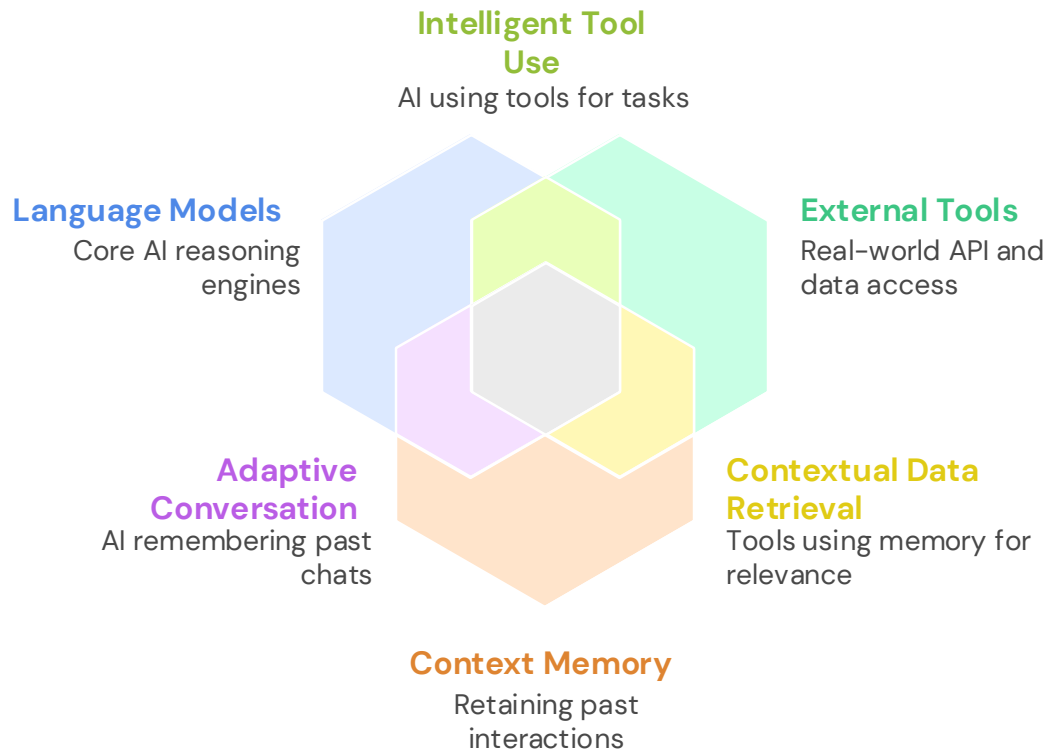 Intelligent Tool
Use
AI using tools for tasks
Language Models
Core AI reasoning
engines
External Tools
Real-world API and
data access
Adaptive
Conversation
AI remembering past
chats
Contextual Data
Retrieval
Tools using memory for
relevance
Context Memory
Retaining past
interactions